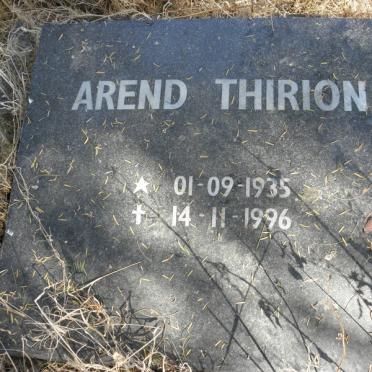 AREND THIRION
★ 01-09-1935
✝ 14-11-1996